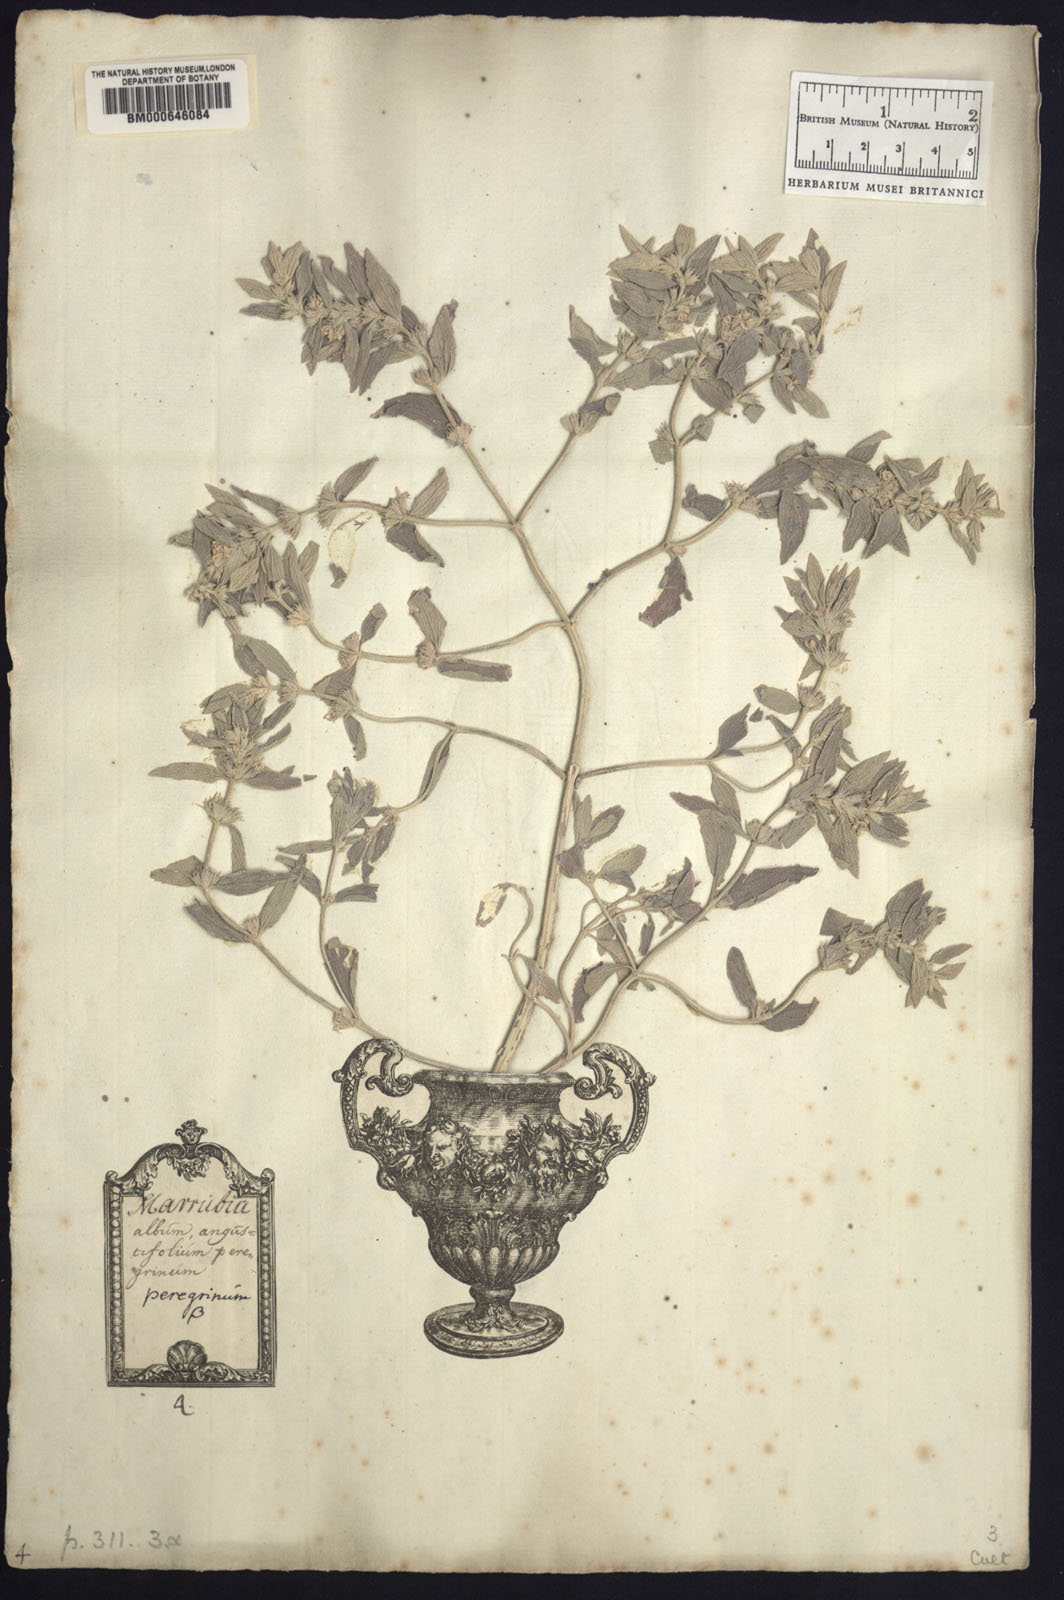 THE NATURAL HISTORY MUSEUM, LONDON
DEPARTMENT OF BOTANY
BM000646084
1 2
BRITISH MUSEUM (NATURAL HISTORY)
1 2 3 4 5
HERBARIUM MUSEI BRITANNICI
Marrubiu
album, angus=
tifolium pere,
grinum
peregrinum
β
4.
p. 311. 3α
4
3
Cult